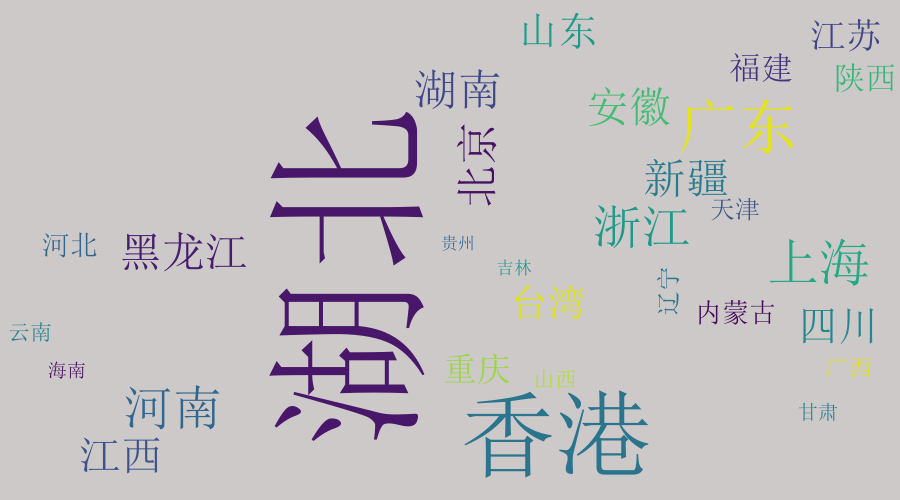 山东
江苏
湖南
福建
陕西
安徽
广东
北京
新疆
湖北
天津
浙江
河北
黑龙江
贵州
上海
吉林
辽宁
台湾
内蒙古
四川
云南
海南
重庆
山西
广西
河南
甘肃
香港
江西